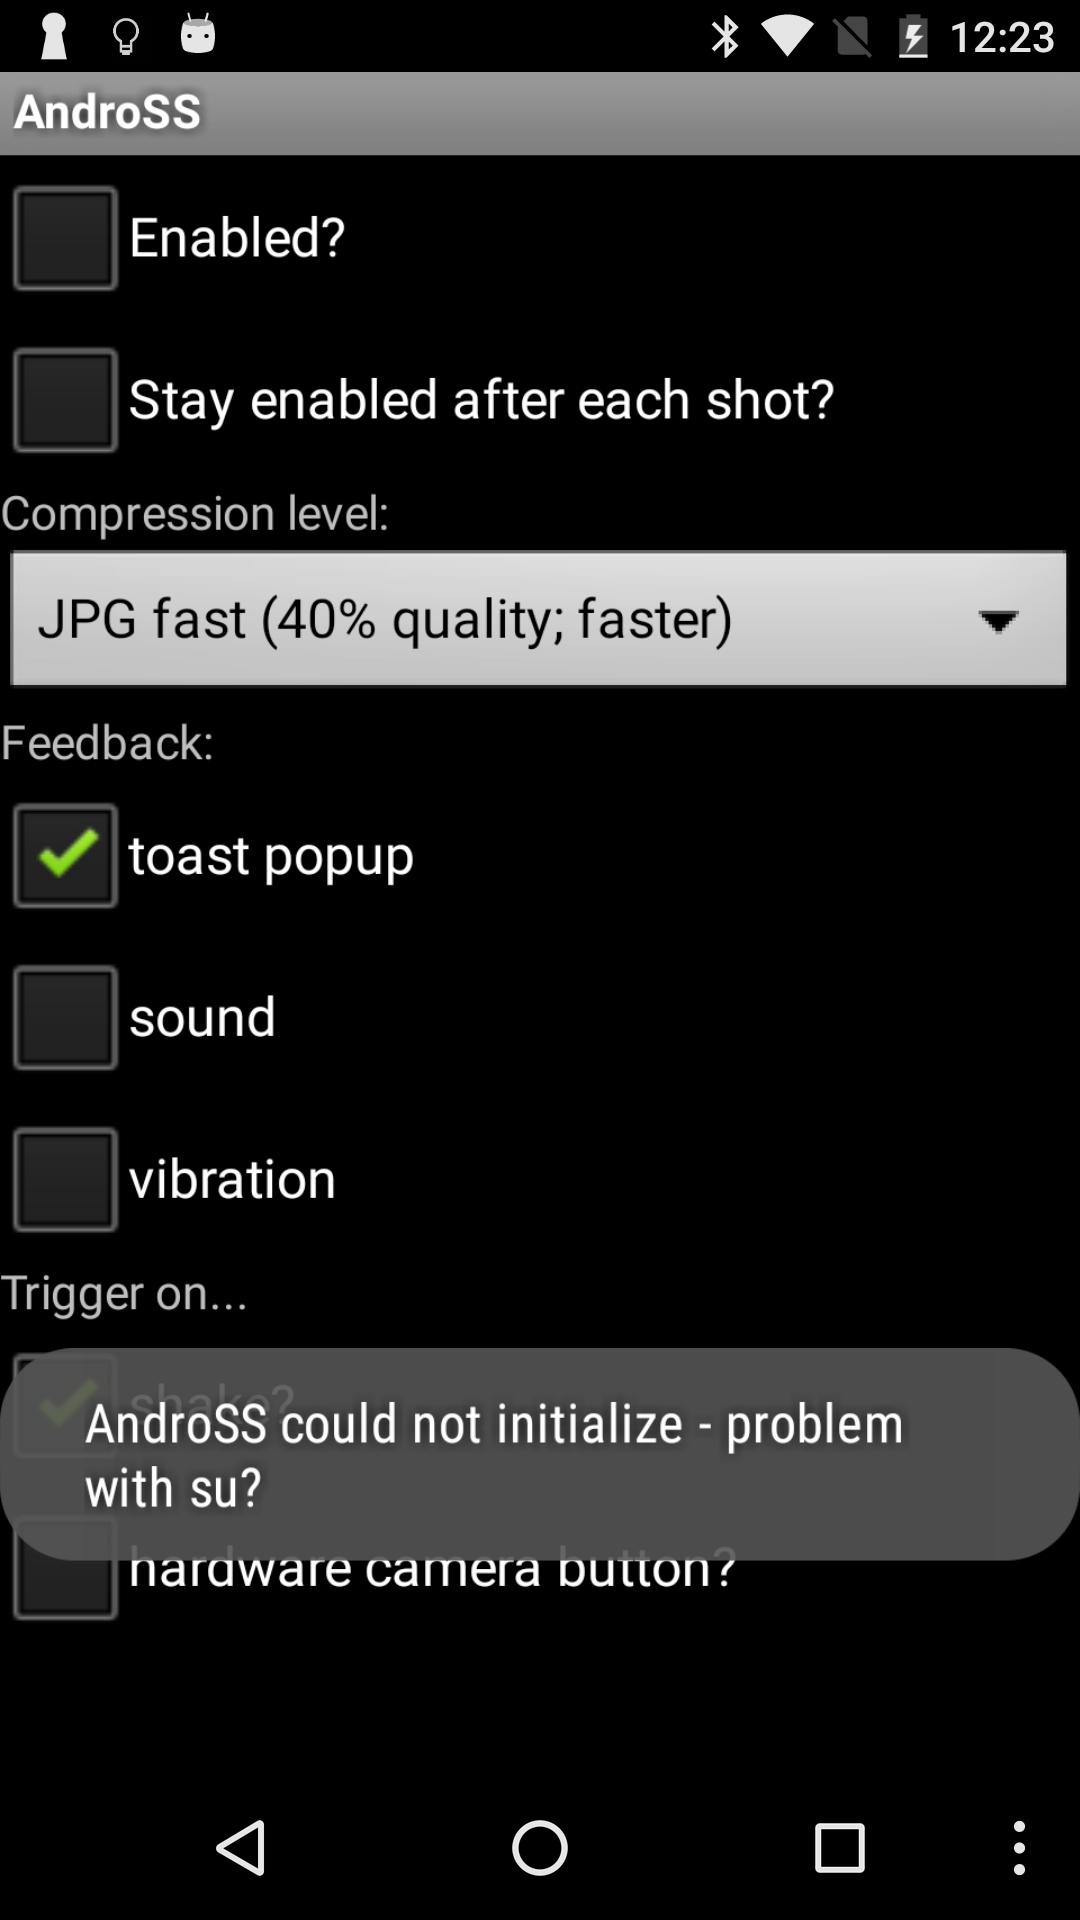 12:23
AndroSS
Enabled?
Stay enabled after each shot?
Compression level:
JPG fast (40% quality; faster)
Feedback:
toast popup
sound
vibration
Trigger on...
shake?
AndroSS could not initialize - problem
with su?
hardware camera button?